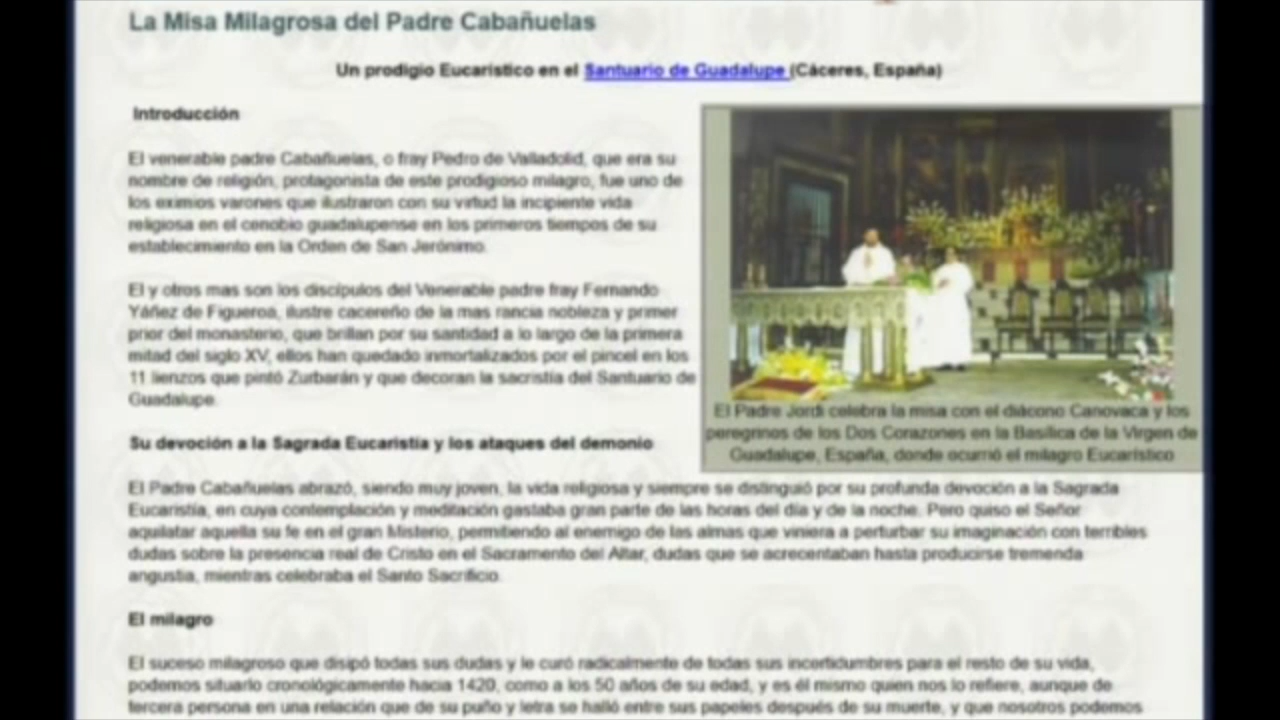 La Misa Milagrosa del Padre Cabañuelas
Un prodigio Eucarístico en el Santuario de Guadalupe (Cáceres, España)
Introducción
El venerable padre Cabañuelas, o fray Pedro de Valladolid, que era su
nombre de religión, protagonista de este prodigioso milagro, fue uno de
los eximios varones que ilustraron con su virtud la incipiente vida
religiosa en el cenobio guadalupense en los primeros tiempos de su
establecimiento en la Orden de San Jerónimo.
El y otros mas son los discípulos del Venerable padre fray Fernando
Yáñez de Figueroa, ilustre cacereño de la mas rancia nobleza y primer
prior del monasterio, que brillan por su santidad a lo largo de la primera
mitad del siglo XV, ellos han quedado inmortalizados por el pincel en los
11 lienzos que pintó Zurbarán y que decoran la sacristía del Santuario de
Guadalupe.
El Padre Jordi celebra la misa con el diácono Canovaca y los
peregrinos de los Dos Corazones en la Basílica de la Virgen de
Guadalupe, España, donde ocurrió el milagro Eucarístico
Su devoción a la Sagrada Eucaristía y los ataques del demonio
El Padre Cabañuelas abrazó, siendo muy joven, la vida religiosa y siempre se distinguió por su profunda devoción a la Sagrada
Eucaristía, en cuya contemplación y meditación gastaba gran parte de las horas del día y de la noche. Pero quiso el Señor
aquilatar aquella su fe en el gran Misterio, permitiendo al enemigo de las almas que viniera a perturbar su imaginación con terribles
dudas sobre la presencia real de Cristo en el Sacramento del Altar, dudas que se acrecentaban hasta producirse tremenda
angustia, mientras celebraba el Santo Sacrificio.
El milagro
El suceso milagroso que disipó todas sus dudas y le curó radicalmente de todas sus incertidumbres para el resto de su vida,
podemos situarlo cronológicamente hacia 1420, como a los 50 años de su edad, y es él mismo quien nos lo refiere, aunque de
tercera persona en una relación que de su puño y letra se halló entre sus papeles después de su muerte, y que nosotros podemos